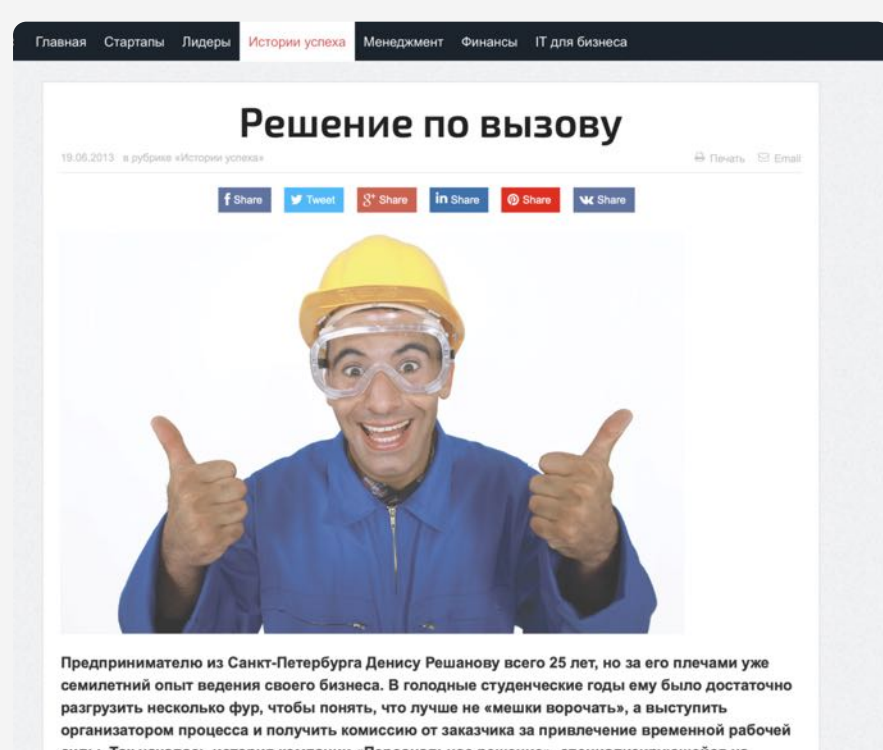 Главная Стартапы Лидеры Истории успеха Менеджмент Финансы IT для бизнеса
Решение по вызову
19.06.2013 в рубрике «Истории успеха» Печать Email
f Share Tweet g+ Share in Share Share Share
Предпринимателю из Санкт-Петербурга Денису Решанову всего 25 лет, но за его плечами уже
семилетний опыт ведения своего бизнеса. В голодные студенческие годы ему было достаточно
разгрузить несколько фур, чтобы понять, что лучше не «мешки ворочать», а выступить
организатором процесса и получить комиссию от заказчика за привлечение временной рабочей